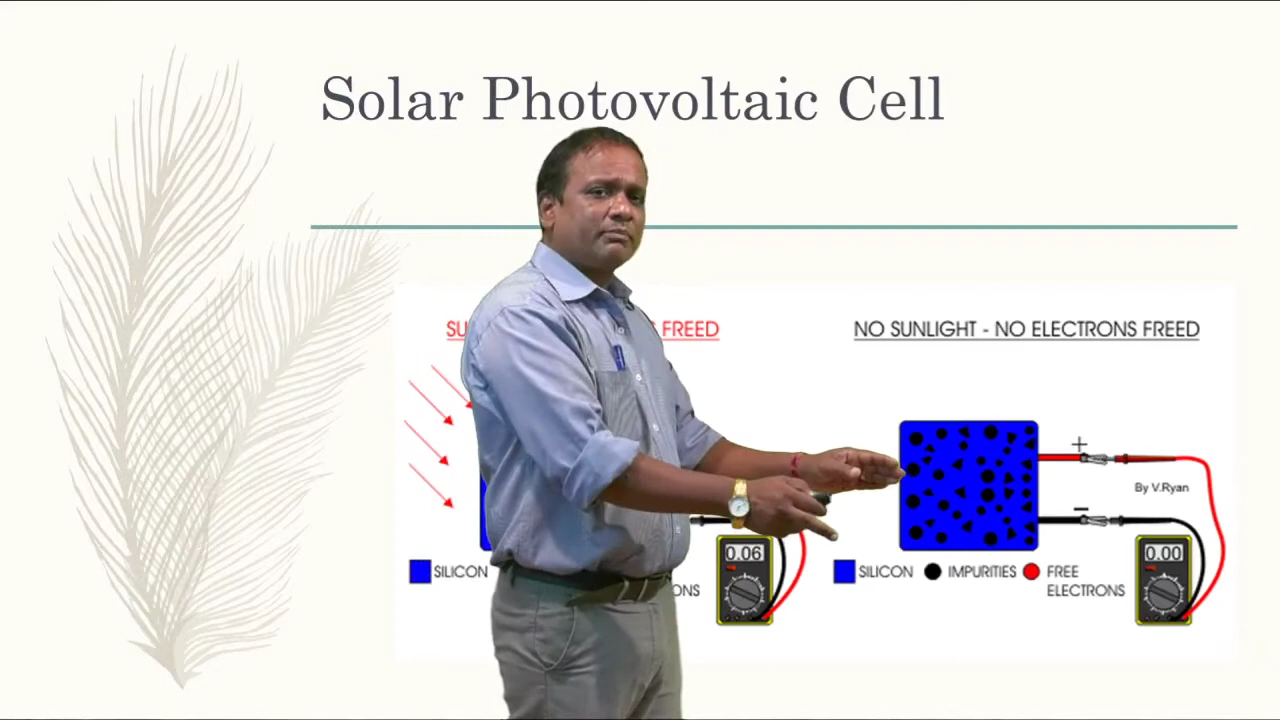 Solar Photovoltaic Cell
FREED
NO SUNLIGHT - NO ELECTRONS FREED
+
By V.Ryan
-
0.06
0.00
SILICON
SILICON
IMPURITIES
FREE
ELECTRONS